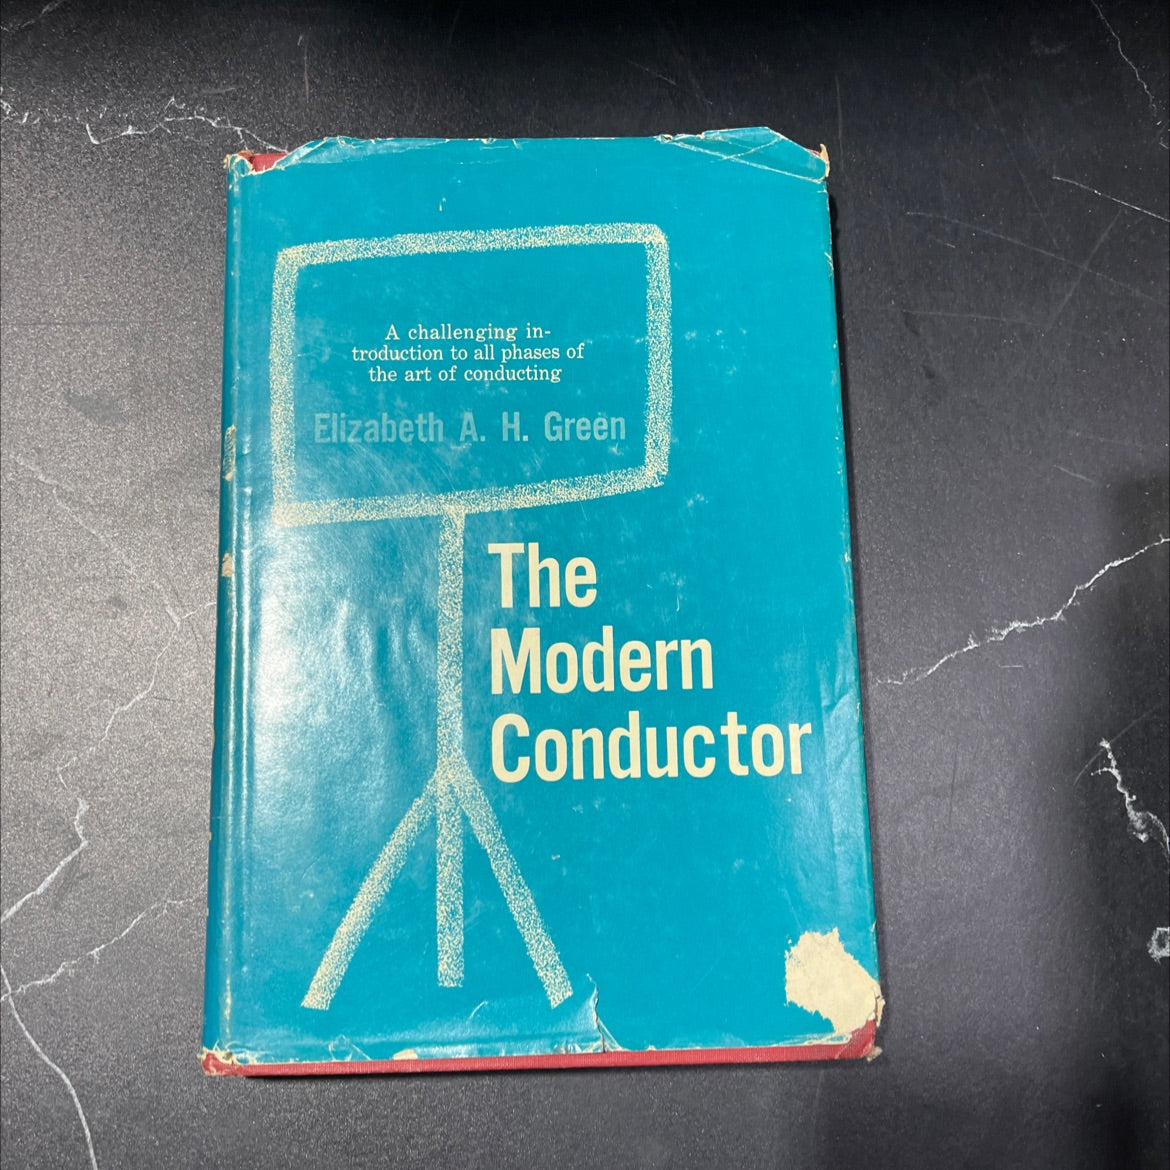 A challenging in-
troduction to all phases of
the art of conducting
Elizabeth A. H. Green
The
Modern
Conductor